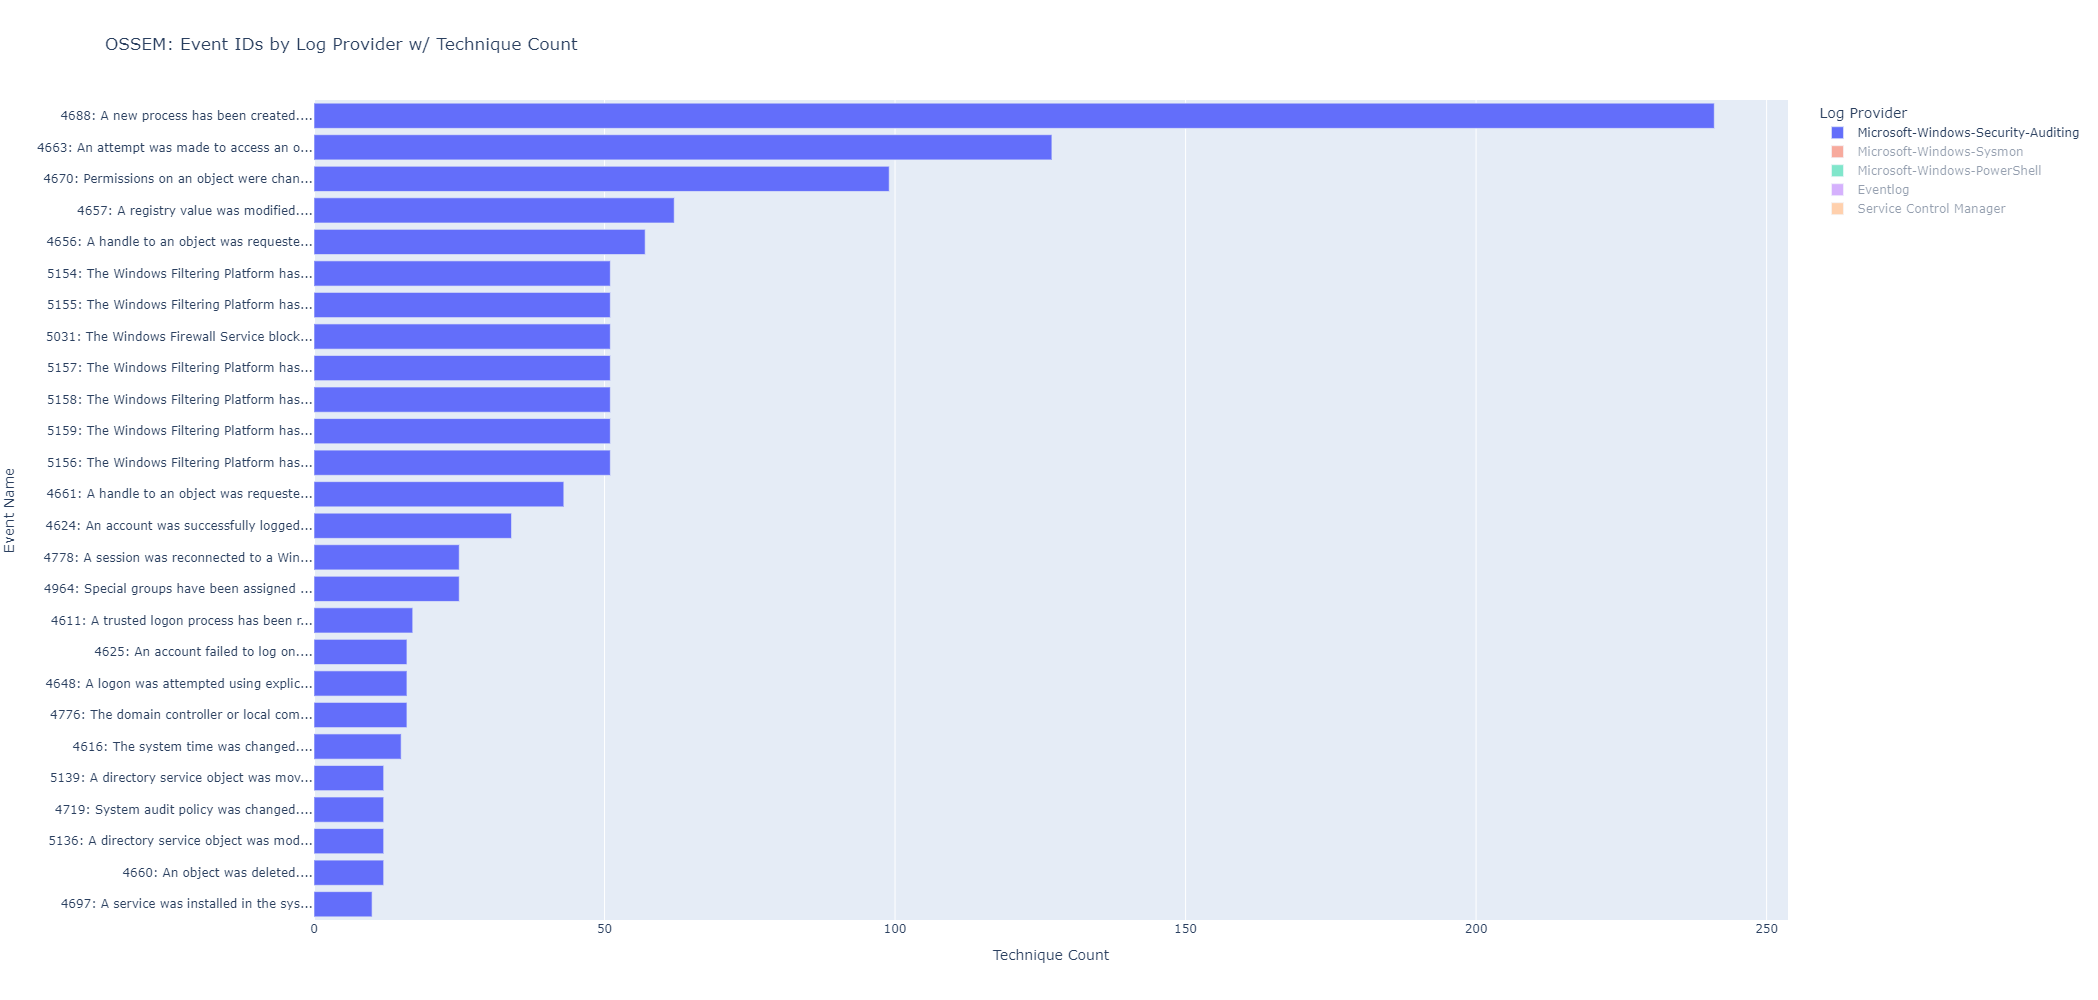 OSSEM: Event IDs by Log Provider w/ Technique Count
4688: A new process has been created....
4663: An attempt was made to access an o...
4670: Permissions on an object were chan...
4657: A registry value was modified....
4656: A handle to an object was requeste...
5154: The Windows Filtering Platform has...
5155: The Windows Filtering Platform has...
5031: The Windows Firewall Service block...
5157: The Windows Filtering Platform has...
5158: The Windows Filtering Platform has...
5159: The Windows Filtering Platform has...
5156: The Windows Filtering Platform has...
4661: A handle to an object was requeste...
4624: An account was successfully logged...
4778: A session was reconnected to a Win...
4964: Special groups have been assigned ...
4611: A trusted logon process has been r...
4625: An account failed to log on....
4648: A logon was attempted using explic...
4776: The domain controller or local com...
4616: The system time was changed....
5139: A directory service object was mov...
4719: System audit policy was changed....
5136: A directory service object was mod...
4660: An object was deleted....
4697: A service was installed in the sys...
Event Name
0 50 100 150 200 250
Technique Count
Log Provider
Microsoft-Windows-Security-Auditing
Microsoft-Windows-Sysmon
Microsoft-Windows-PowerShell
Eventlog
Service Control Manager